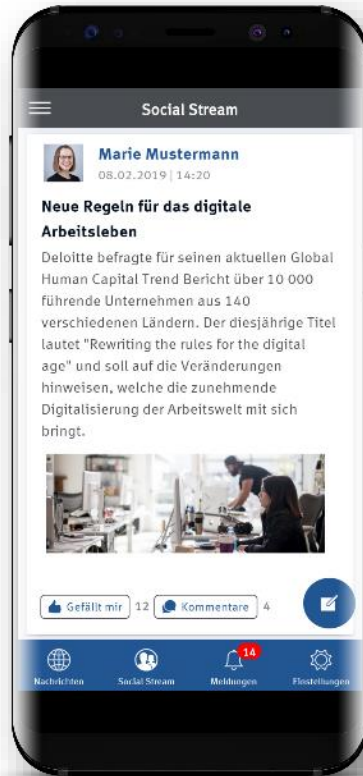 Social Stream
Marie Mustermann
08.02.2019 | 14:20
Neue Regeln für das digitale
Arbeitsleben
Deloitte befragte für seinen aktuellen Global
Human Capital Trend Bericht über 10 000
führende Unternehmen aus 140
verschiedenen Ländern. Der diesjährige Titel
lautet "Rewriting the rules for the digital
age" und soll auf die Veränderungen
hinweisen, welche die zunehmende
Digitalisierung der Arbeitswelt mit sich
bringt.
Gefällt mir 12 Kommentare 4
14
Nachrichten Social Stream Meldungen Einstellungen